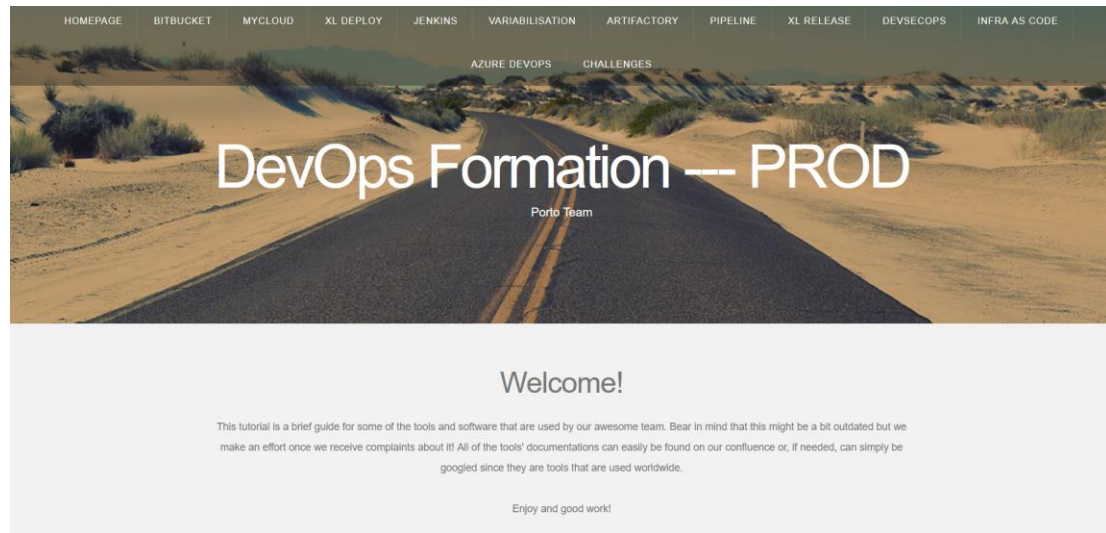 HOMEPAGE BITBUCKET MYCLOUD XL DEPLOY JENKINS VARIABILISATION ARTIFACTORY PIPELINE XL RELEASE DEVSECOPS INFRA AS CODE
AZURE DEVOPS CHALLENGES
DevOps Formation --- PROD
Porto Team
Welcome!
This tutorial is a brief guide for some of the tools and software that are used by our awesome team. Bear in mind that this might be a bit outdated but we
make an effort once we receive complaints about it! All of the tools' documentations can easily be found on our confluence or, if needed, can simply be
googled since they are tools that are used worldwide.
Enjoy and good work!